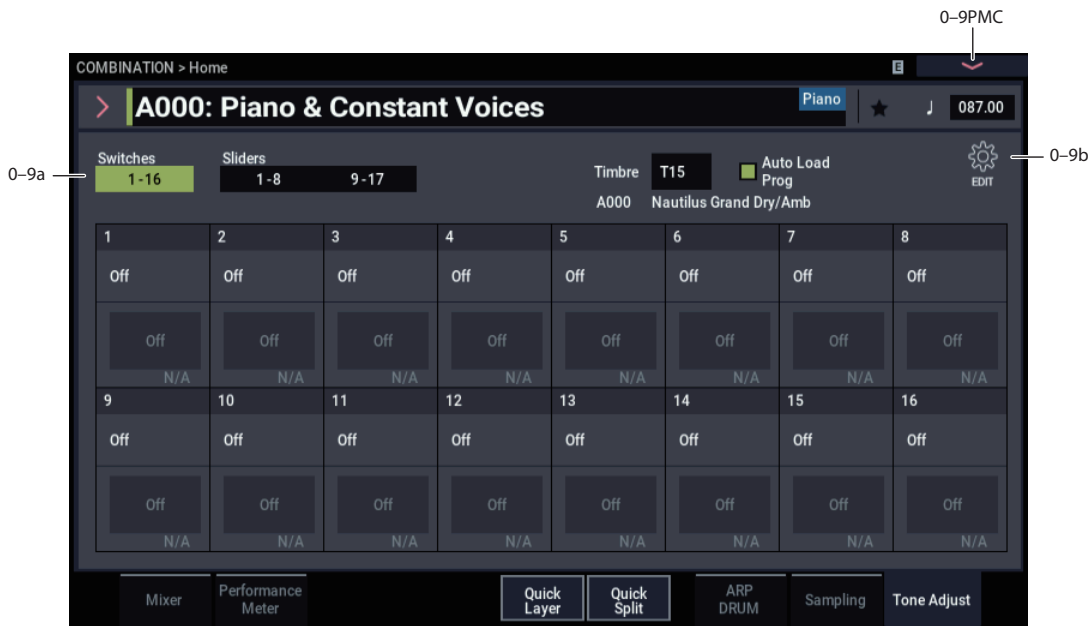 0–9PMC
COMBINATION > Home
E
A000: Piano & Constant Voices
Piano
♩ 087.00
0–9a
Switches
1-16
Sliders
1-8 9-17
Timbre T15
Auto Load
Prog
A000 Nautilus Grand Dry/Amb
EDIT
0–9b
1 2 3 4 5 6 7 8
Off Off Off Off Off Off Off Off
Off Off Off Off Off Off Off Off
N/A N/A N/A N/A N/A N/A N/A N/A
9 10 11 12 13 14 15 16
Off Off Off Off Off Off Off Off
Off Off Off Off Off Off Off Off
N/A N/A N/A N/A N/A N/A N/A N/A
Mixer
Performance
Meter
Quick
Layer
Quick
Split
ARP
DRUM
Sampling
Tone Adjust